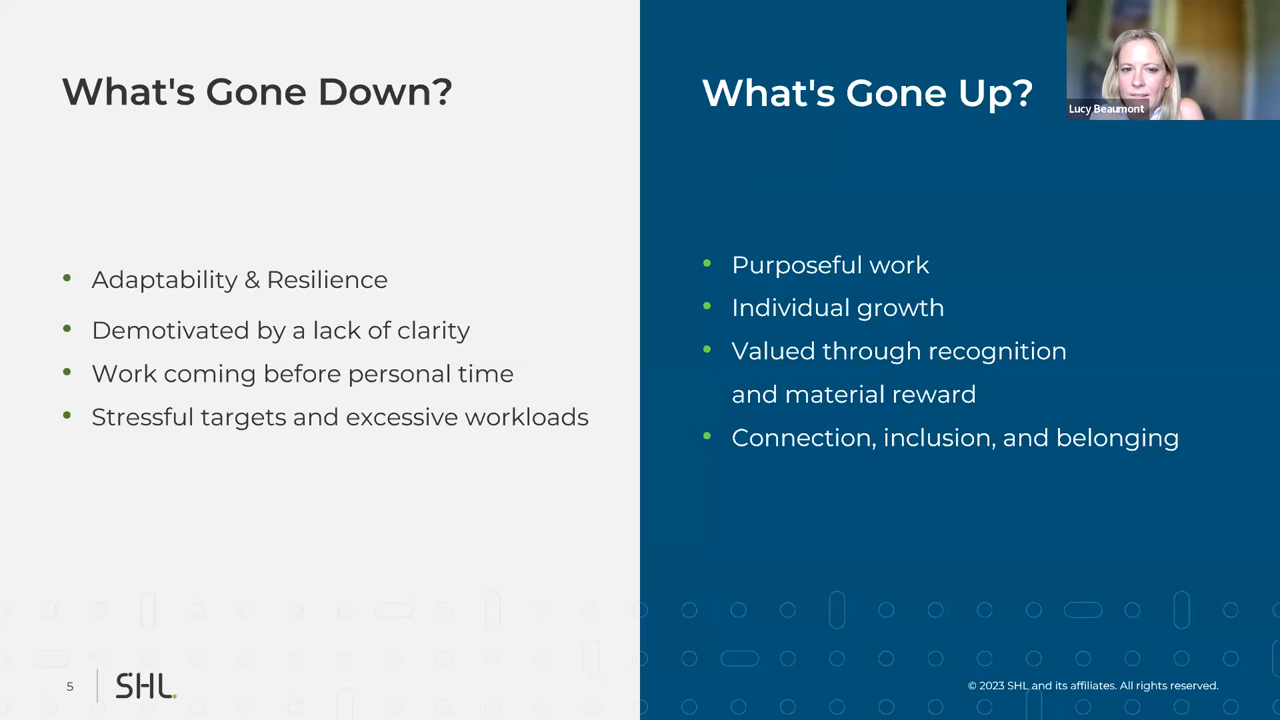 What's Gone Down?
Adaptability & Resilience
Demotivated by a lack of clarity
Work coming before personal time
Stressful targets and excessive workloads
What's Gone Up?
Purposeful work
Individual growth
Valued through recognition
and material reward
Connection, inclusion, and belonging
Lucy Beaumont
5
SHL.
© 2023 SHL and its affiliates. All rights reserved.